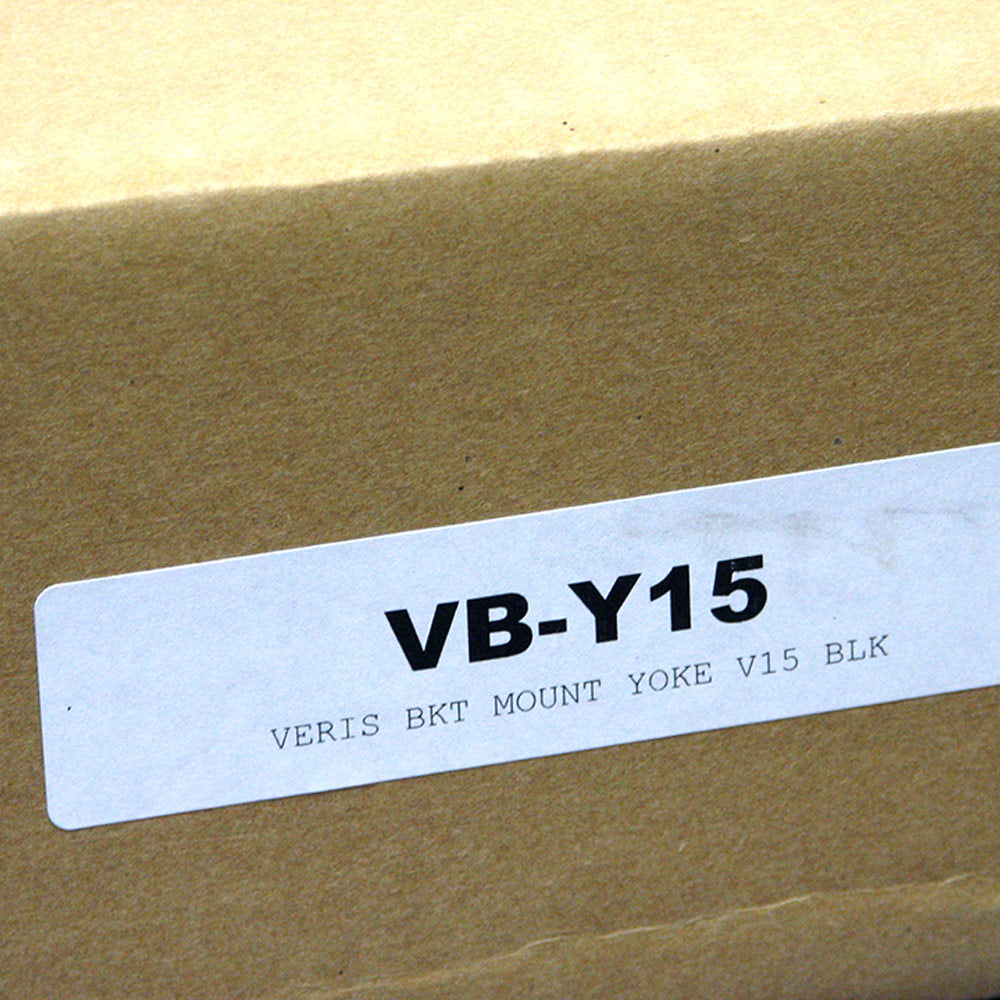 VB-Y15
VERIS BKT MOUNT YOKE V15 BLK